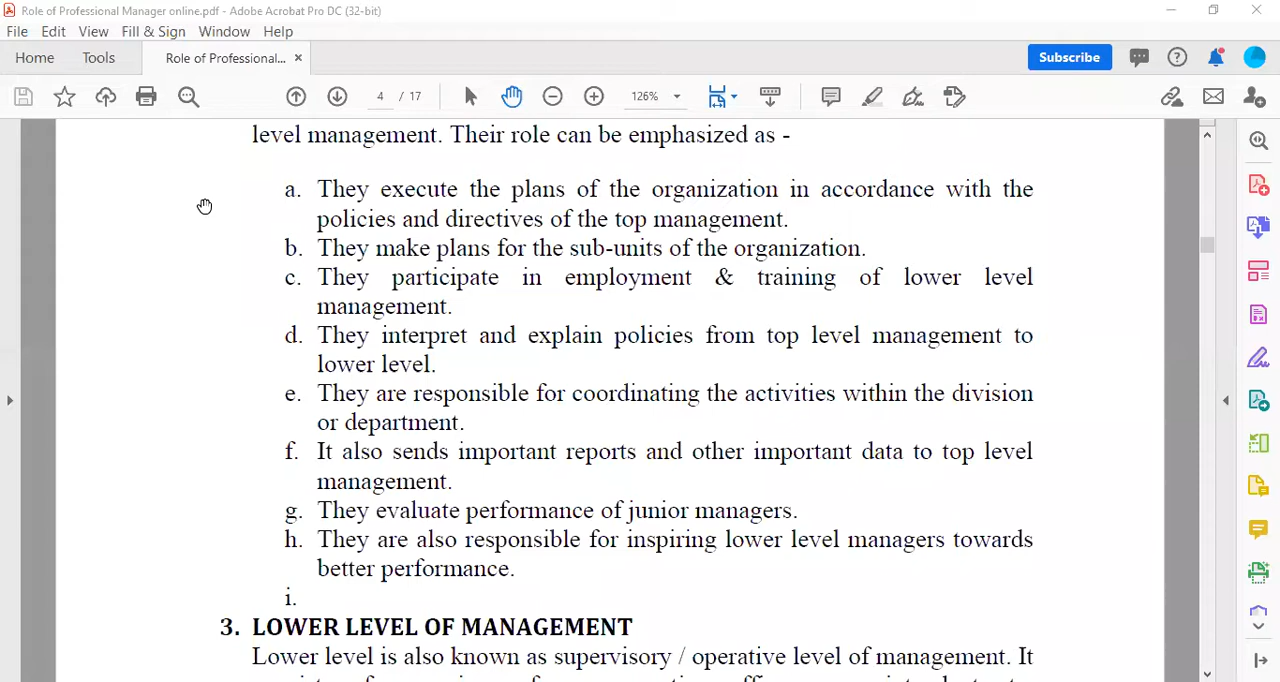 Role of Professional Manager online.pdf - Adobe Acrobat Pro DC (32-bit)
File Edit View Fill & Sign Window Help
Home Tools Role of Professional... × Subscribe
4 / 17 126%
level management. Their role can be emphasized as -
a. They execute the plans of the organization in accordance with the
policies and directives of the top management.
b. They make plans for the sub-units of the organization.
c. They participate in employment & training of lower level
management.
d. They interpret and explain policies from top level management to
lower level.
e. They are responsible for coordinating the activities within the division
or department.
f. It also sends important reports and other important data to top level
management.
g. They evaluate performance of junior managers.
h. They are also responsible for inspiring lower level managers towards
better performance.
i.
3. LOWER LEVEL OF MANAGEMENT
Lower level is also known as supervisory / operative level of management. It